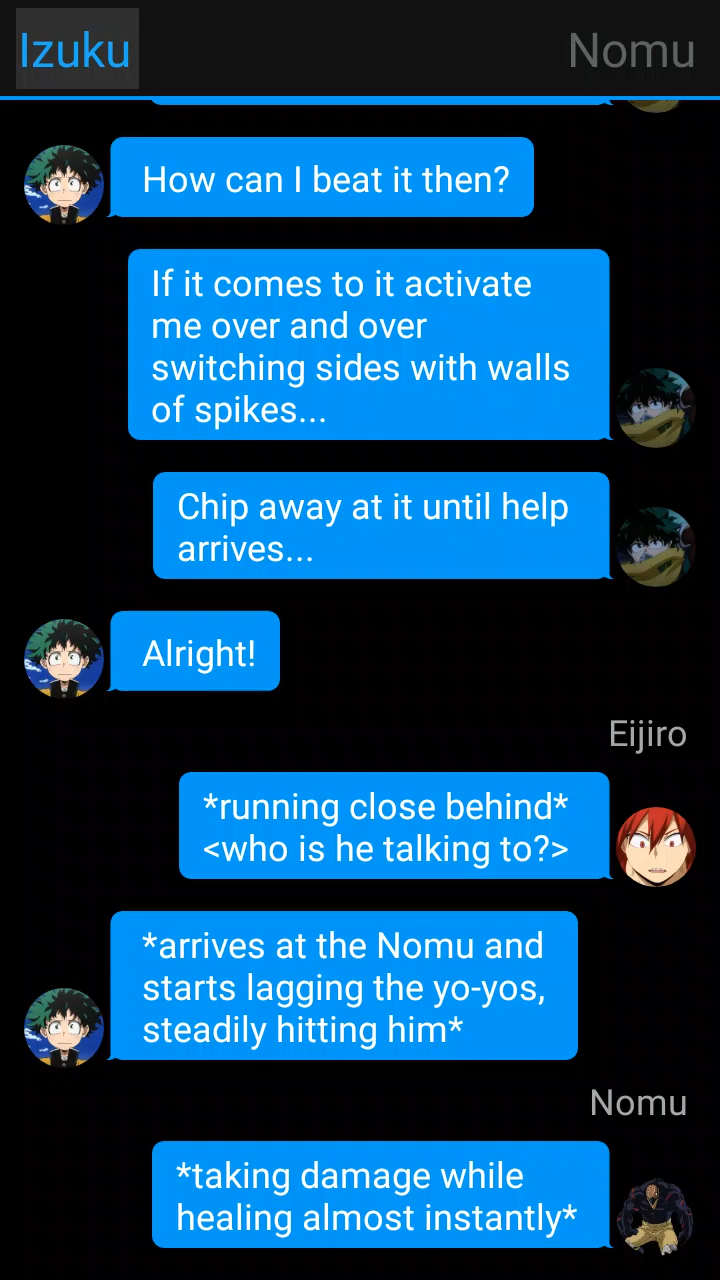 Izuku
Nomu
How can I beat it then?
If it comes to it activate
me over and over
switching sides with walls
of spikes...
Chip away at it until help
arrives...
Alright!
Eijiro
*running close behind*
<who is he talking to?>
*arrives at the Nomu and
starts lagging the yo-yos,
steadily hitting him*
Nomu
*taking damage while
healing almost instantly*